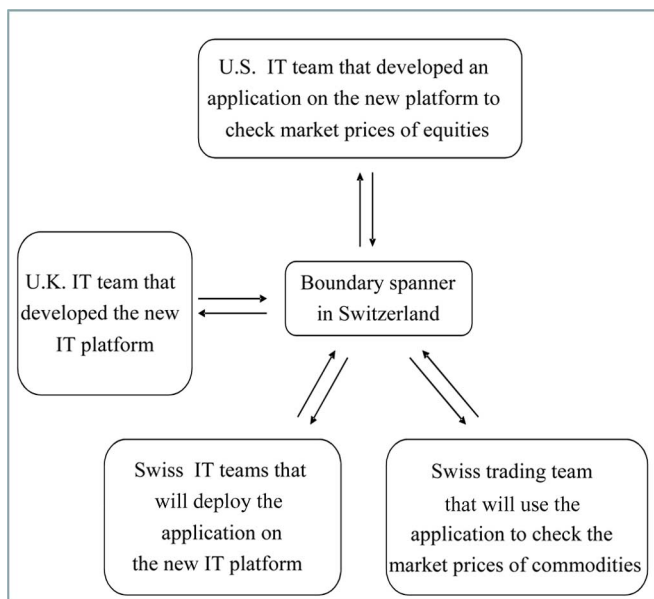 U.S. IT team that developed an
application on the new platform to
check market prices of equities
U.K. IT team that
developed the new
IT platform
Boundary spanner
in Switzerland
Swiss IT teams that
will deploy the
application on
the new IT platform
Swiss trading team
that will use the
application to check the
market prices of commodities